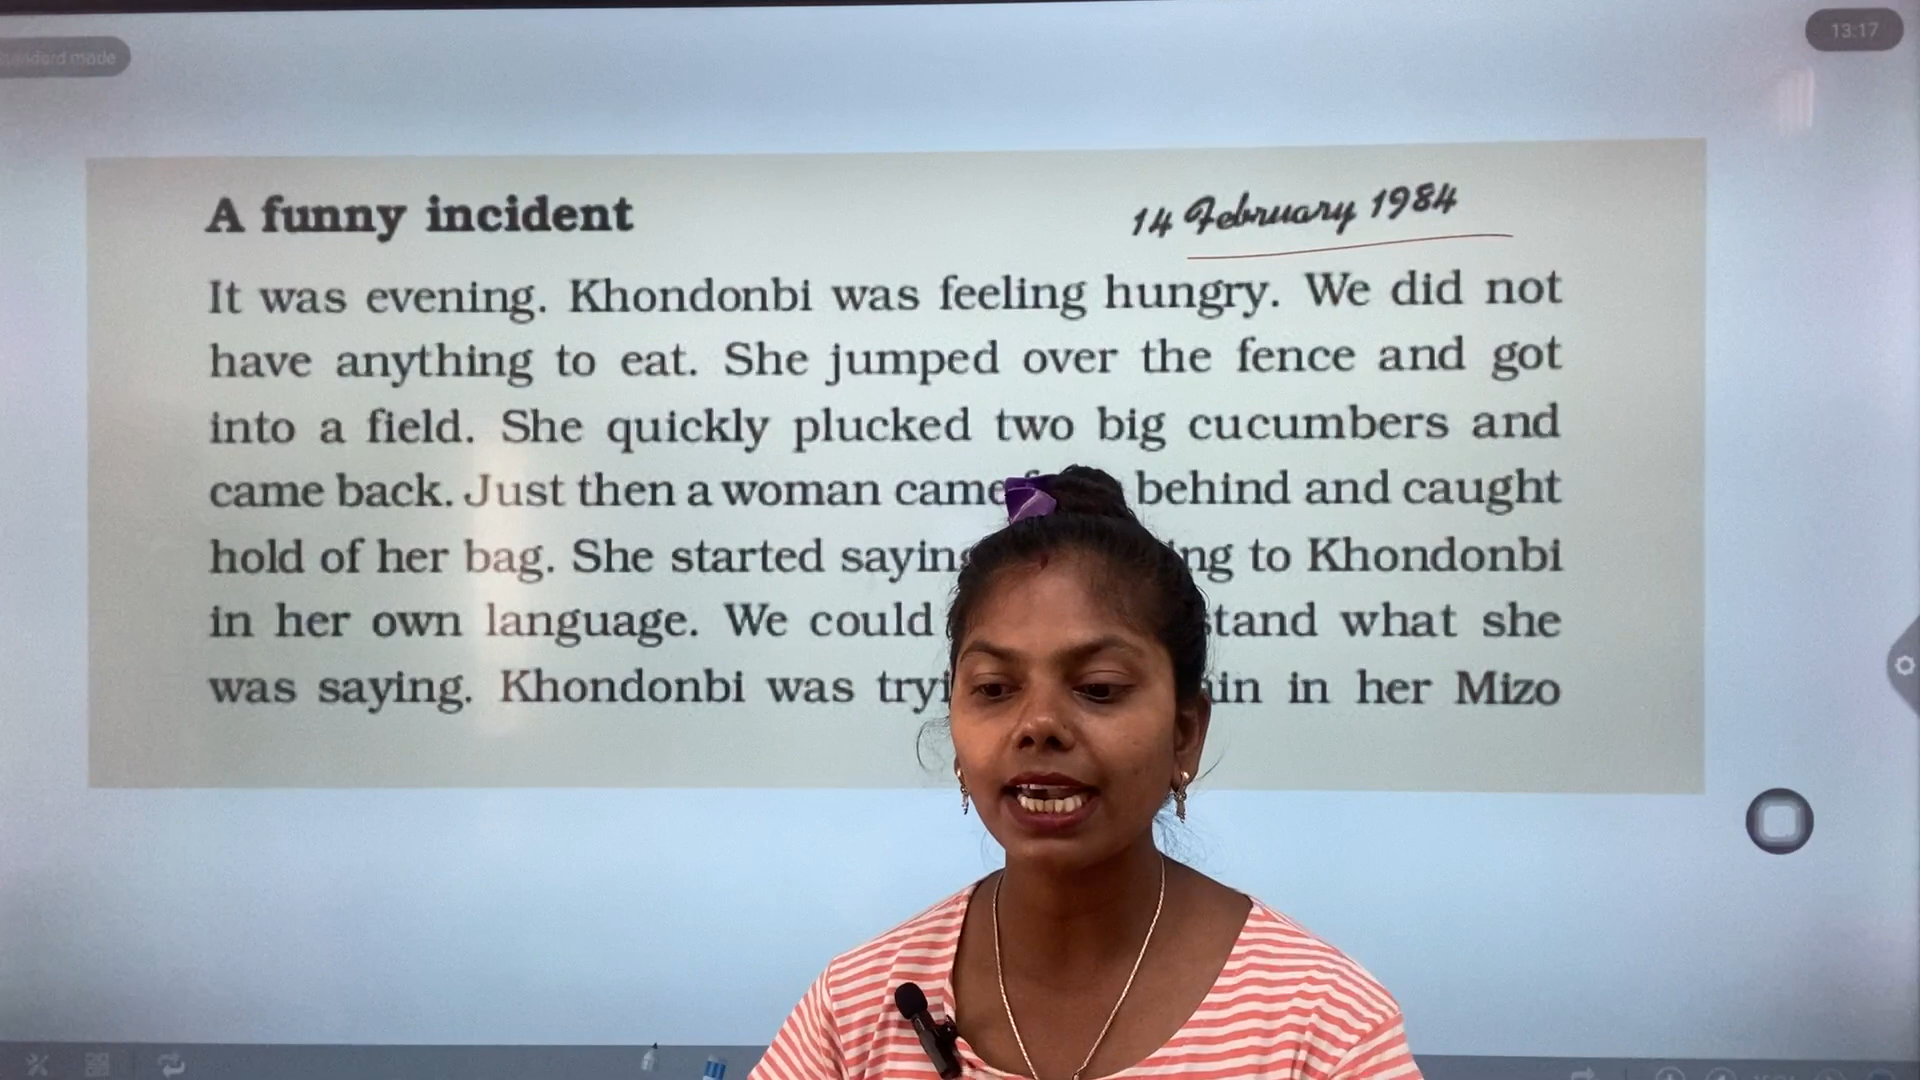 13:17
standard mode
A funny incident
14 February 1984
It was evening. Khondonbi was feeling hungry. We did not
have anything to eat. She jumped over the fence and got
into a field. She quickly plucked two big cucumbers and
came back. Just then a woman came behind and caught
hold of her bag. She started saying to Khondonbi
in her own language. We could what she
was saying. Khondonbi was in her Mizo